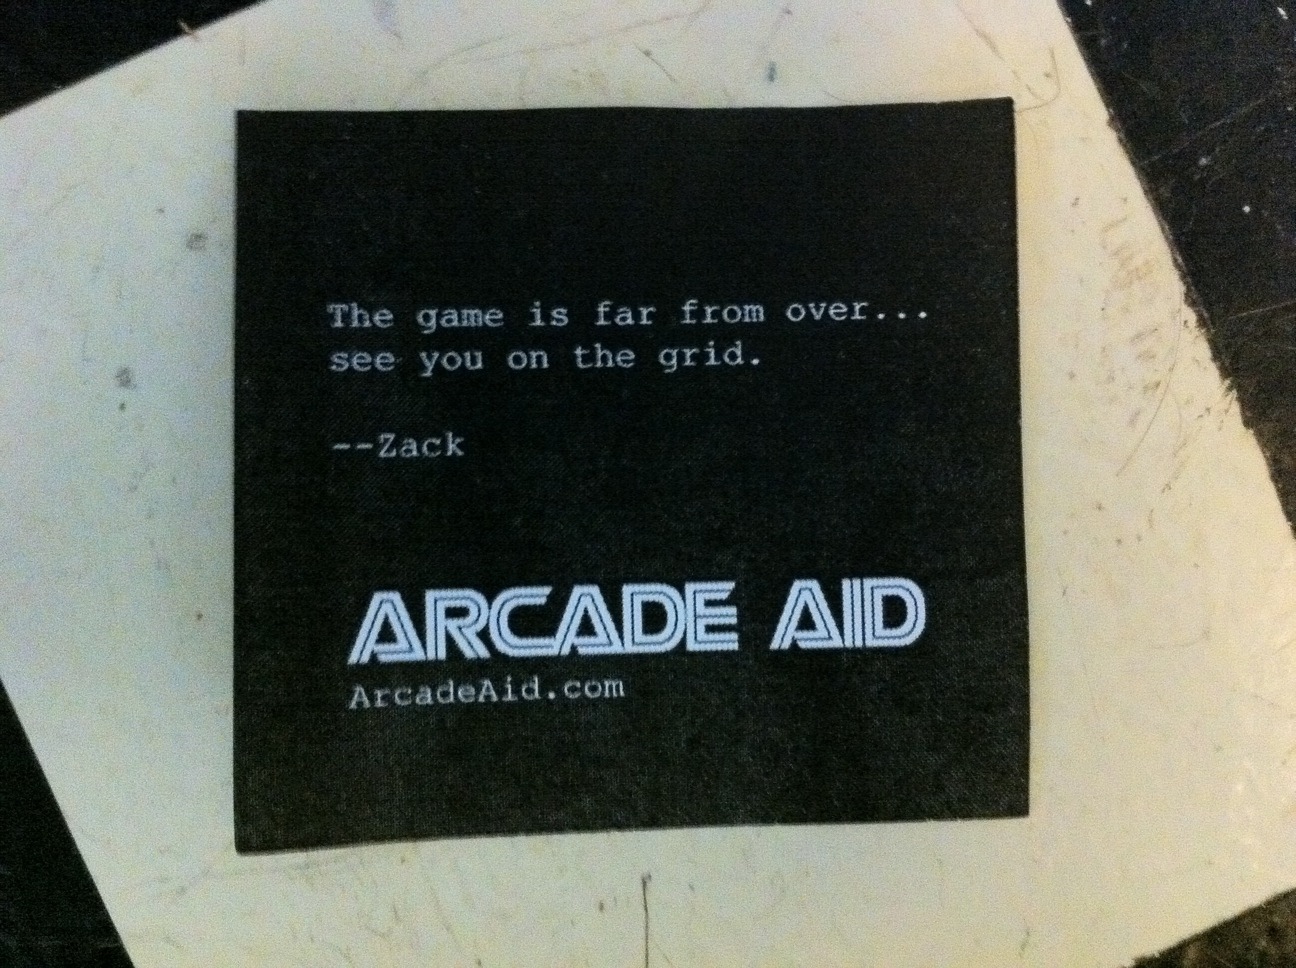 The game is far from over...
see you on the grid.
--Zack
ARCADE AID
ArcadeAid.com